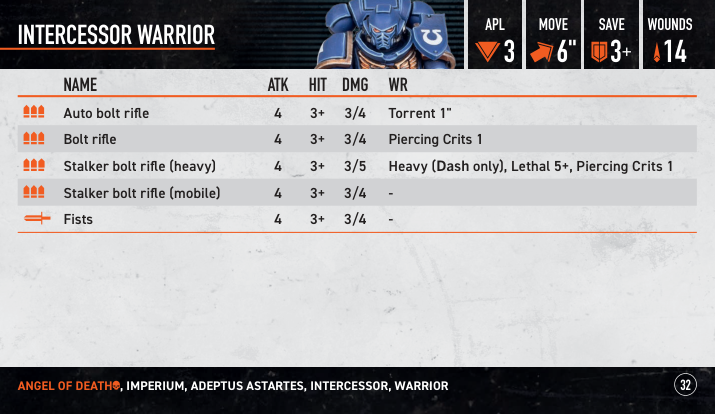 INTERCESSOR WARRIOR
APL MOVE SAVE WOUNDS
3 6" 3+ 14
NAME ATK HIT DMG WR
Auto bolt rifle 4 3+ 3/4 Torrent 1"
Bolt rifle 4 3+ 3/4 Piercing Crits 1
Stalker bolt rifle (heavy) 4 3+ 3/5 Heavy (Dash only), Lethal 5+, Piercing Crits 1
Stalker bolt rifle (mobile) 4 3+ 3/4 -
Fists 4 3+ 3/4 -
ANGEL OF DEATH, IMPERIUM, ADEPTUS ASTARTES, INTERCESSOR, WARRIOR 32